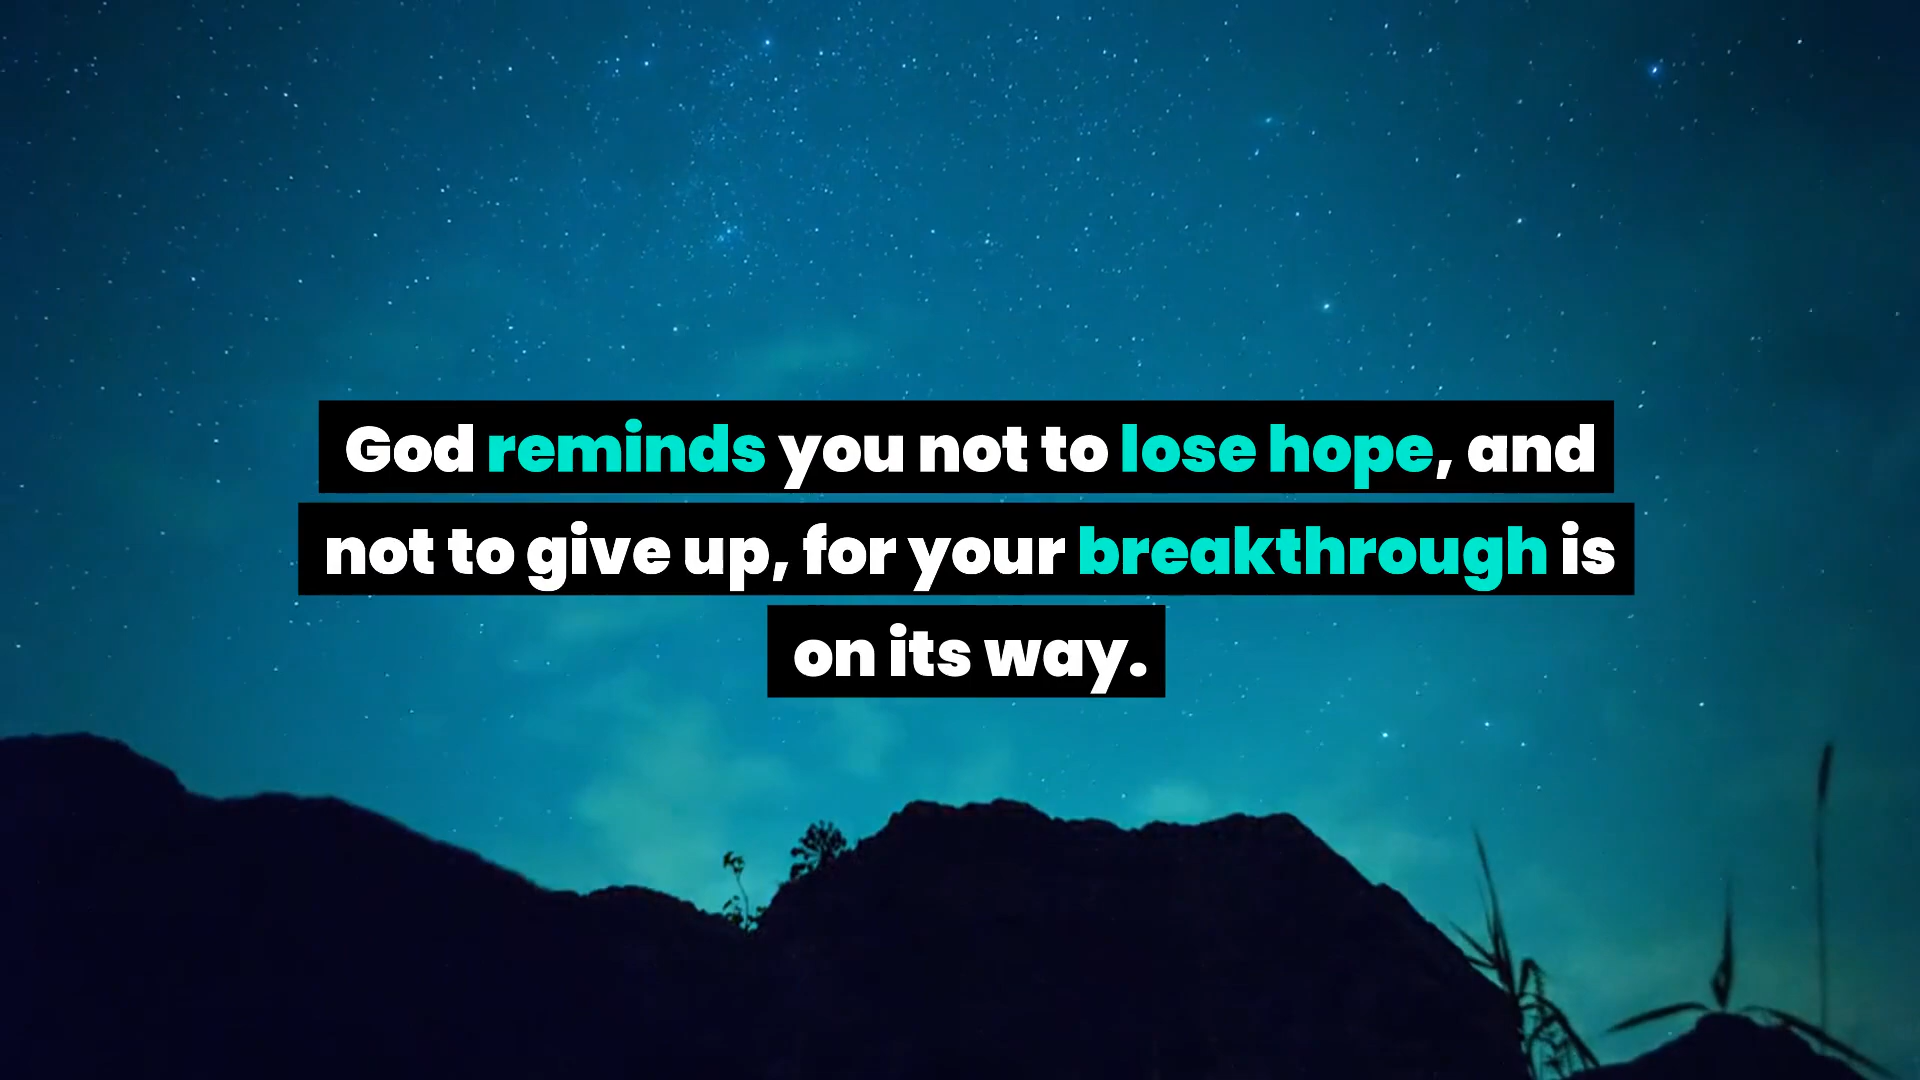 God reminds you not to lose hope, and
not to give up, for your breakthrough is
on its way.